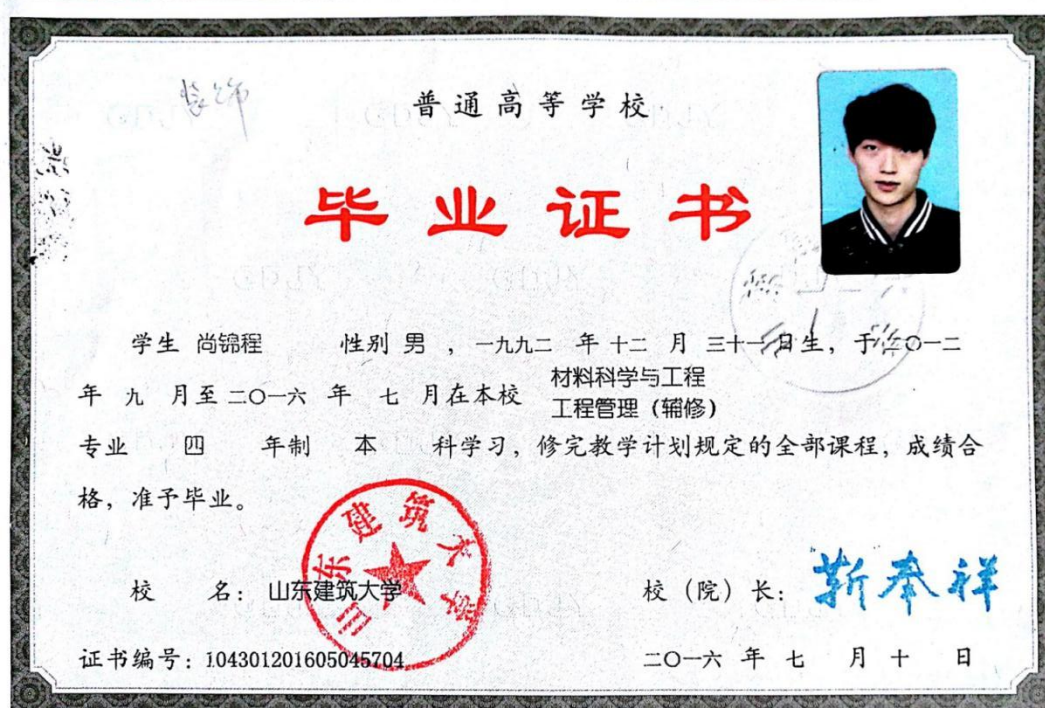 装饰
普通高等学校
毕业证书
学生 尚锦程 性别 男 ，一九九二 年 十二 月 三十一 日生，于二〇一二
年 九 月至 二〇一六 年 七 月在本校 材料科学与工程
工程管理（辅修）
专业 四 年制 本 科学习，修完教学计划规定的全部课程，成绩合
格，准予毕业。
山东建筑大学
校 名：山东建筑大学 校（院）长：靳奉祥
证书编号：104301201605045704 二〇一六 年 七 月 十 日